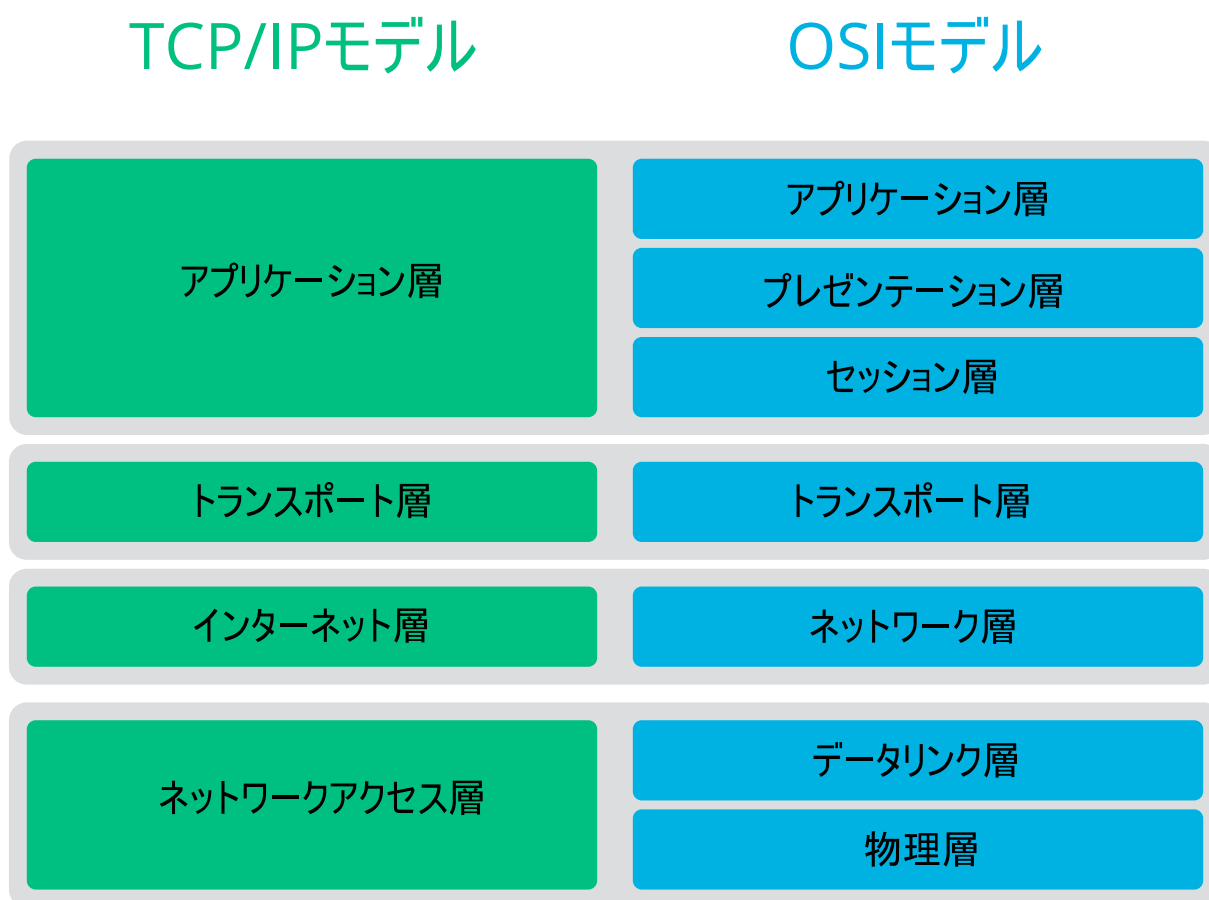 TCP/IPモデル
OSIモデル
アプリケーション層
アプリケーション層
プレゼンテーション層
セッション層
トランスポート層
トランスポート層
インターネット層
ネットワーク層
ネットワークアクセス層
データリンク層
物理層